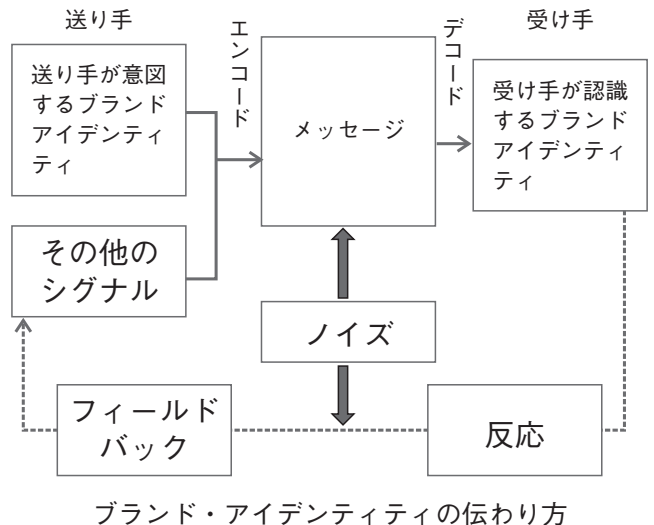 送り手
受け手
エンコード
デコード
送り手が意図
するブランド
アイデンティ
ティ
メッセージ
受け手が認識
するブランド
アイデンティ
ティ
その他の
シグナル
ノイズ
フィールド
バック
反応
ブランド・アイデンティティの伝わり方